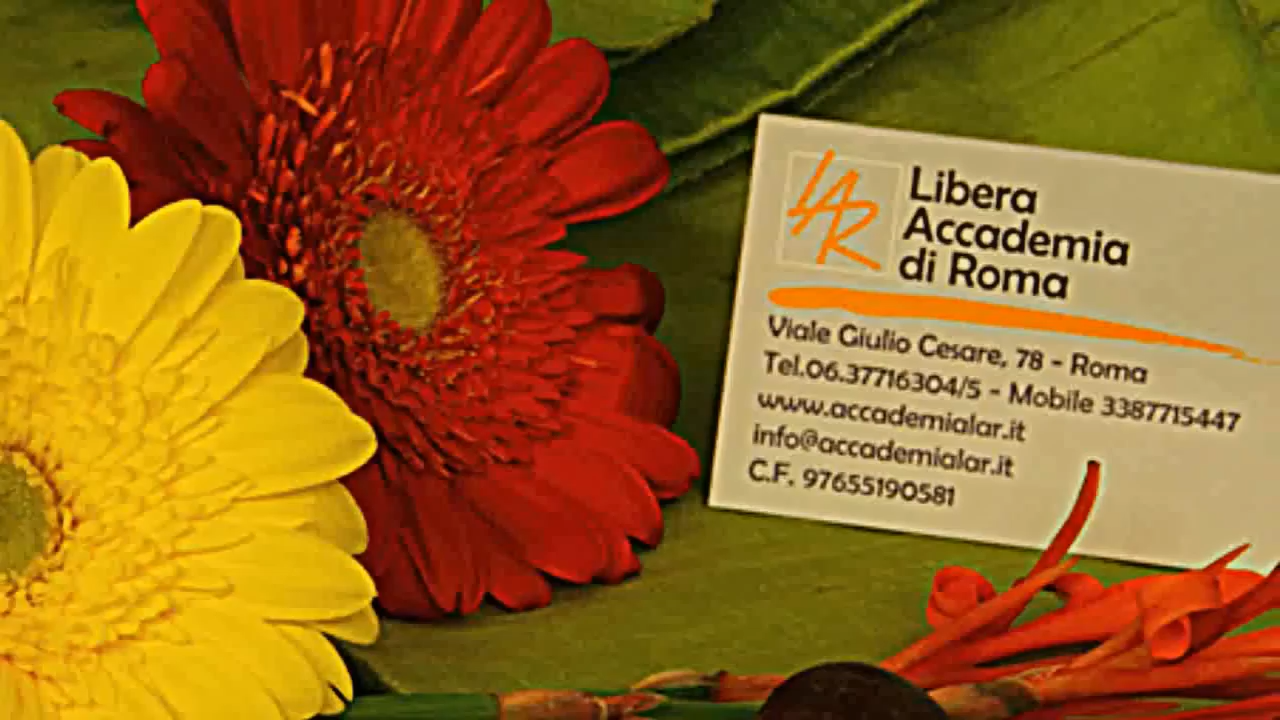 LAR
Libera
Accademia
di Roma
Viale Giulio Cesare, 78 - Roma
Tel.06.37716304/5 - Mobile 3387715447
www.accademialar.it
info@accademialar.it
C.F. 97655190581